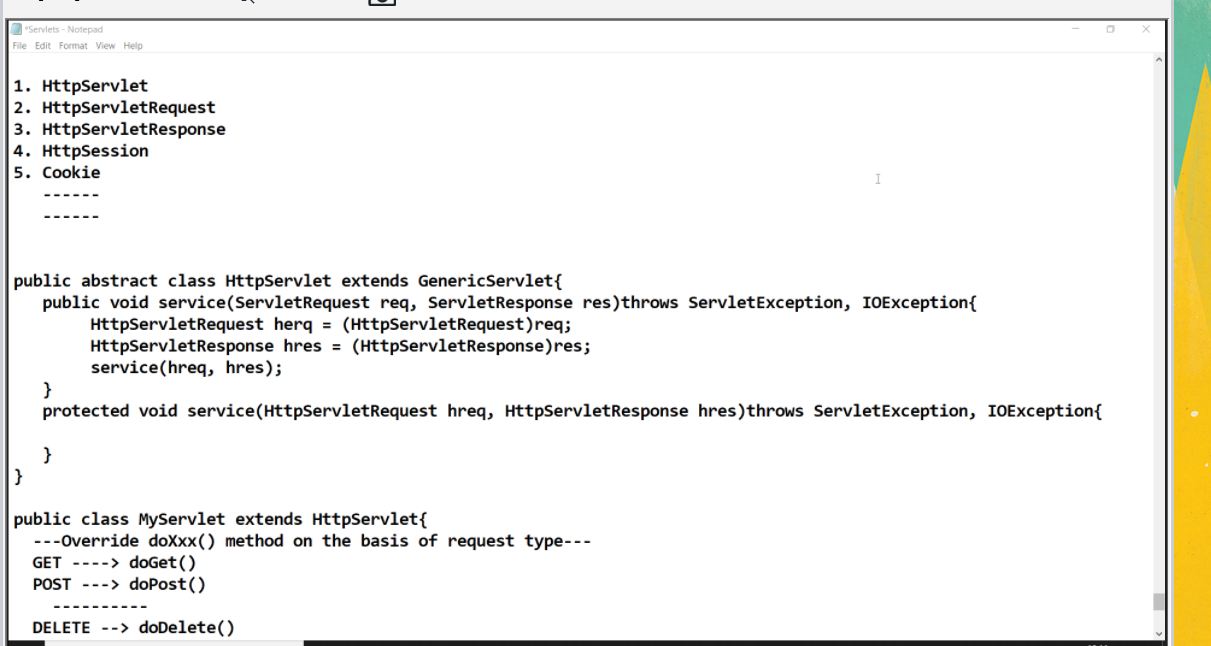 *Servlets - Notepad
File Edit Format View Help
1. HttpServlet
2. HttpServletRequest
3. HttpServletResponse
4. HttpSession
5. Cookie
------
------
public abstract class HttpServlet extends GenericServlet{
public void service(ServletRequest req, ServletResponse res)throws ServletException, IOException{
HttpServletRequest herq = (HttpServletRequest)req;
HttpServletResponse hres = (HttpServletResponse)res;
service(hreq, hres);
}
protected void service(HttpServletRequest hreq, HttpServletResponse hres)throws ServletException, IOException{
}
}
public class MyServlet extends HttpServlet{
---Override doXxx() method on the basis of request type---
GET ----> doGet()
POST ---> doPost()
----------
DELETE --> doDelete()